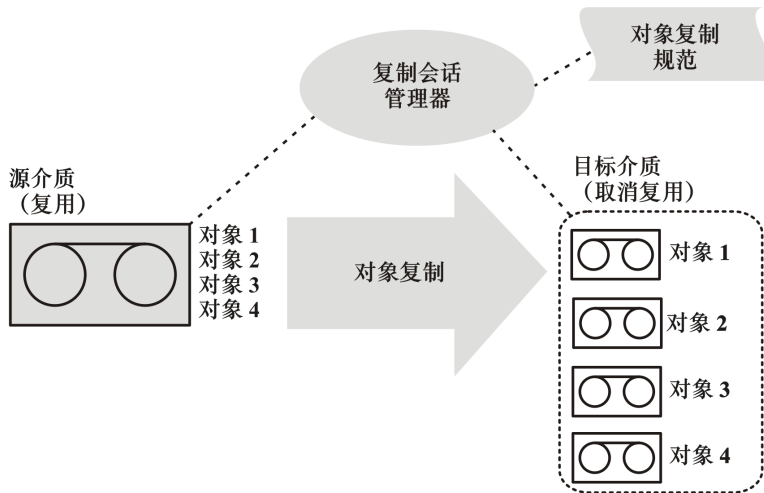 对象复制
规范
复制会话
管理器
源介质
（复用）
对象 1
对象 2
对象 3
对象 4
对象复制
目标介质
（取消复用）
对象 1
对象 2
对象 3
对象 4